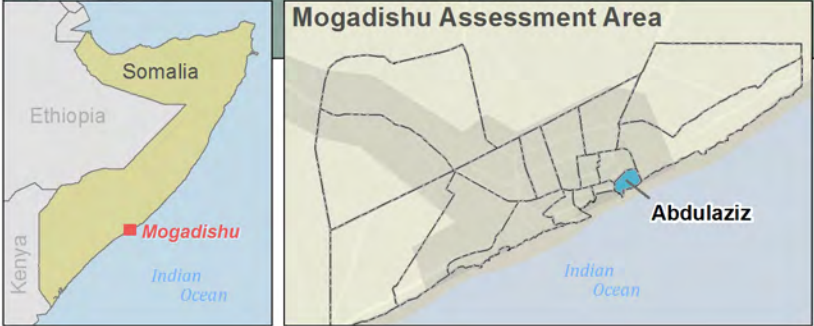 Somalia
Ethiopia
Kenya
Mogadishu
Indian
Ocean
Mogadishu Assessment Area
Abdulaziz
Indian
Ocean